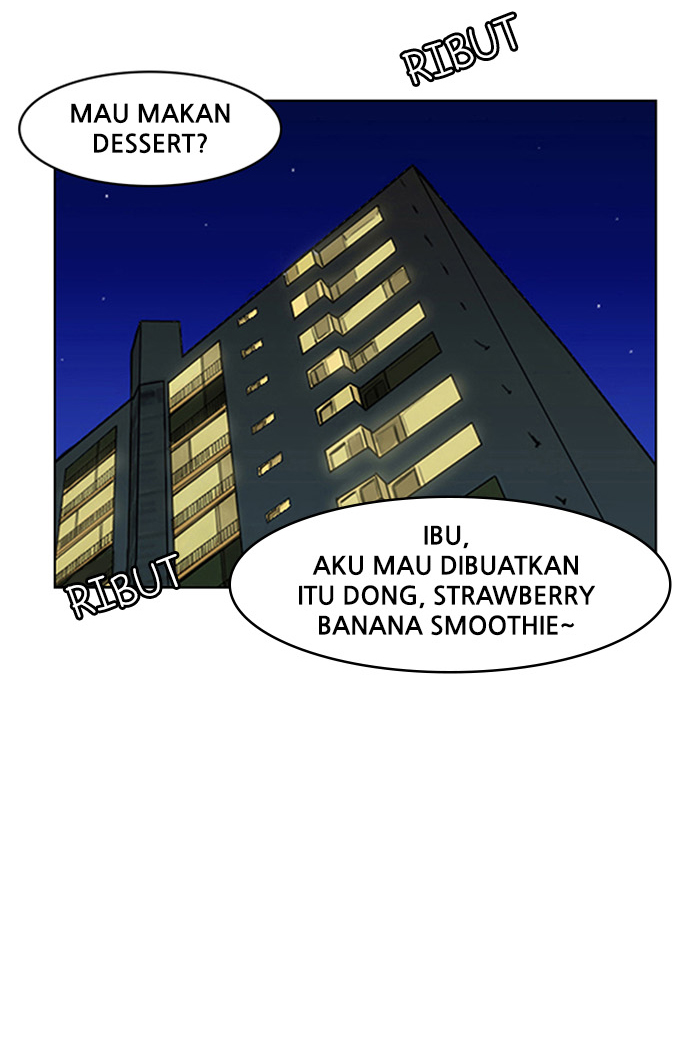 RIBUT
MAU MAKAN
DESSERT?
IBU,
AKU MAU DIBUATKAN
ITU DONG, STRAWBERRY
BANANA SMOOTHIE~
RIBUT